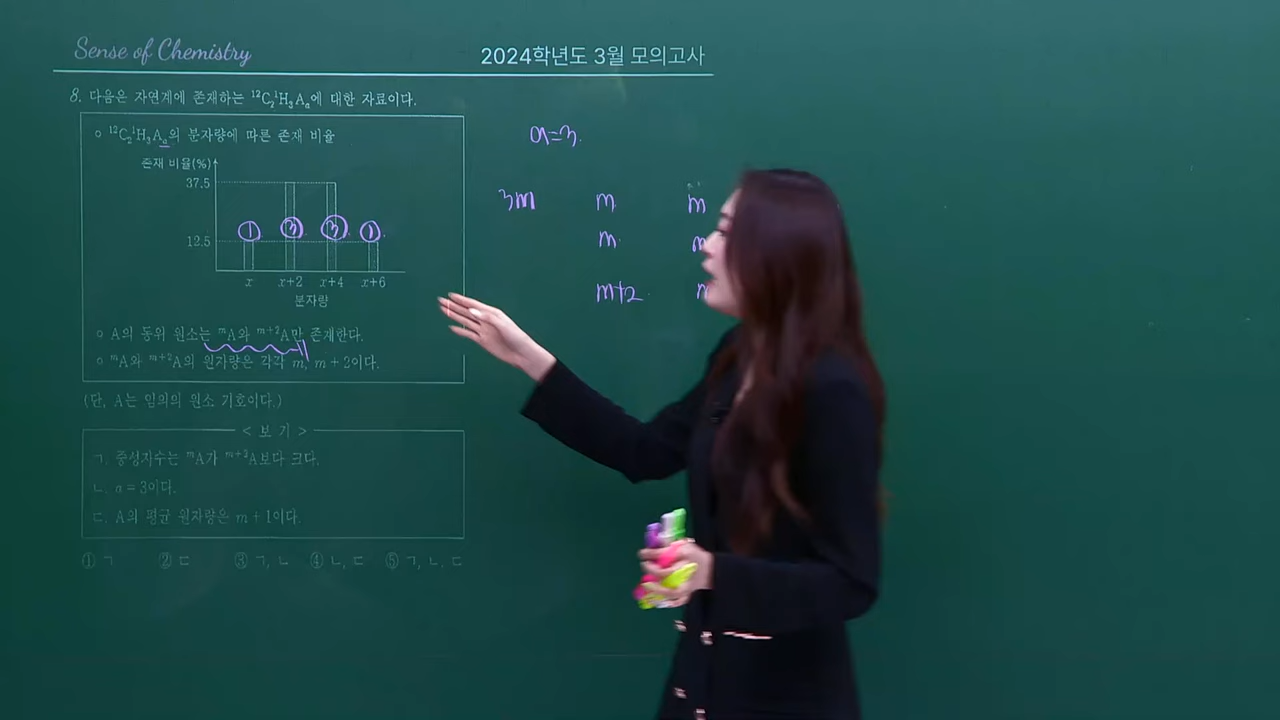 Sense of Chemistry
2024학년도 3월 모의고사
8. 다음은 자연계에 존재하는 ¹²C₂¹H₃Aₐ에 대한 자료이다.
○ ¹²C₂¹H₃Aₐ의 분자량에 따른 존재 비율
존재 비율(%)
37.5
12.5
① ③ ③ ①
x x+2 x+4 x+6
분자량
○ A의 동위 원소는 ᵐA와 ᵐ⁺²A만 존재한다.
○ ᵐA와 ᵐ⁺²A의 원자량은 각각 m, m+2이다.
(단, A는 임의의 원소 기호이다.)
< 보 기 >
ㄱ. 중성자수는 ᵐA가 ᵐ⁺²A보다 크다.
ㄴ. a=3이다.
ㄷ. A의 평균 원자량은 m+1이다.
① ㄱ ② ㄷ ③ ㄱ, ㄴ ④ ㄴ, ㄷ ⑤ ㄱ, ㄴ, ㄷ
a=3.
3m m m
m m
m+2